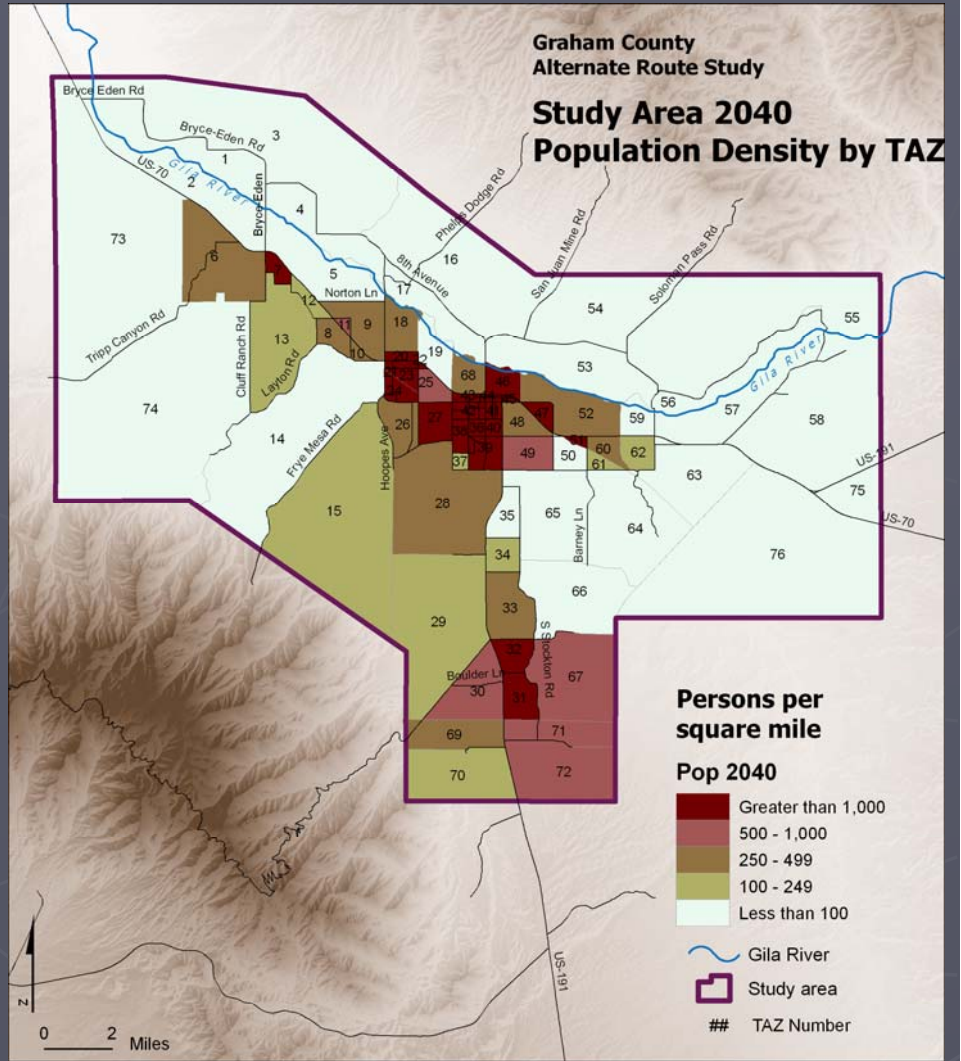 Graham County
Alternate Route Study
Study Area 2040
Population Density by TAZ
Bryce Eden Rd
Bryce-Eden Rd
3
1
US-70
Gila River
2
Bryce-Eden
4
Phelps Dodge Rd
San Juan Mine Rd
Soloman Pass Rd
73
6
8th Avenue
16
5
17
Norton Ln
12
54
55
Tripp Canyon Rd
Cluff Ranch Rd
13
Layton Rd
8
11
9
10
18
19
53
Gila River
25
68
46
56
57
58
74
14
Frye Mesa Rd
Hoopes Ave
26
27
48
47
52
59
60
62
37
39
49
50
61
63
US-191
75
US-70
15
28
35
65
Barney Ln
64
76
34
66
33
29
S Stockton Rd
32
Boulder Ln
30
31
67
69
71
70
72
Persons per
square mile
Pop 2040
Greater than 1,000
500 - 1,000
250 - 499
100 - 249
Less than 100
Gila River
Study area
## TAZ Number
US-191
N
0 2 Miles